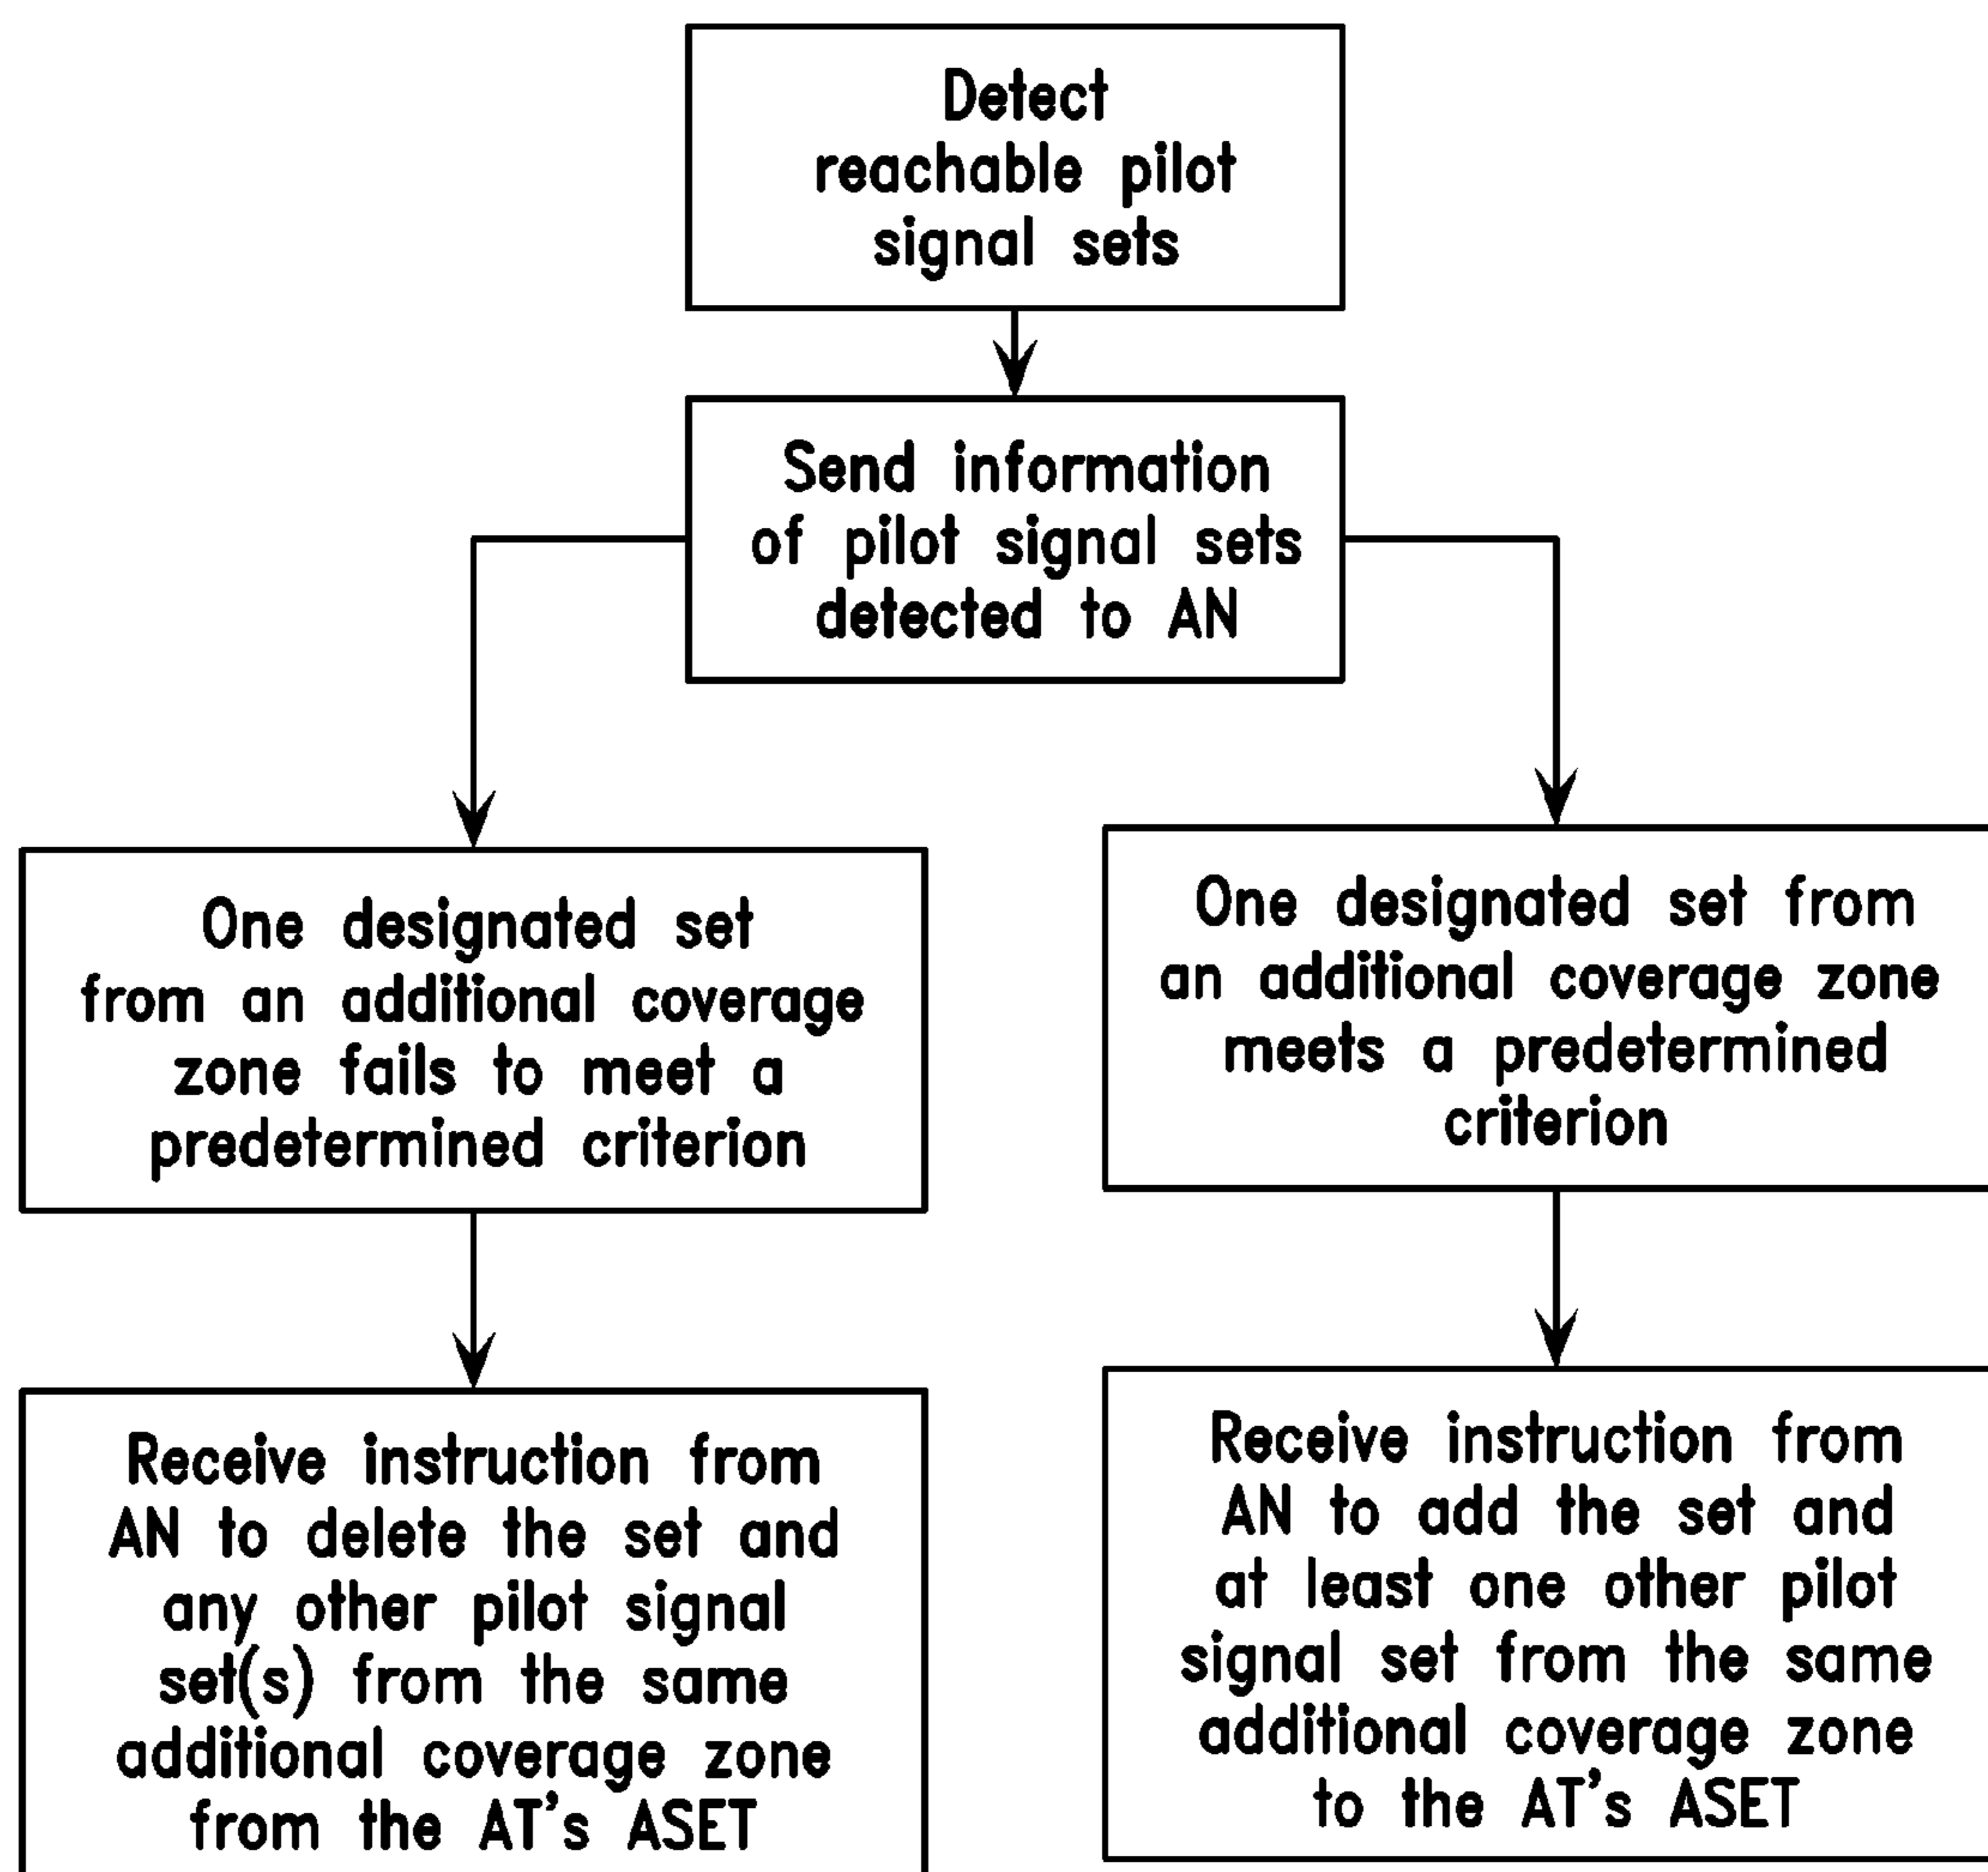 Detect
reachable pilot
signal sets
Send information
of pilot signal sets
detected to AN
One designated set
from an additional coverage
zone fails to meet a
predetermined criterion
One designated set from
an additional coverage zone
meets a predetermined
criterion
Receive instruction from
AN to delete the set and
any other pilot signal
set(s) from the same
additional coverage zone
from the AT's ASET
Receive instruction from
AN to add the set and
at least one other pilot
signal set from the same
additional coverage zone
to the AT's ASET